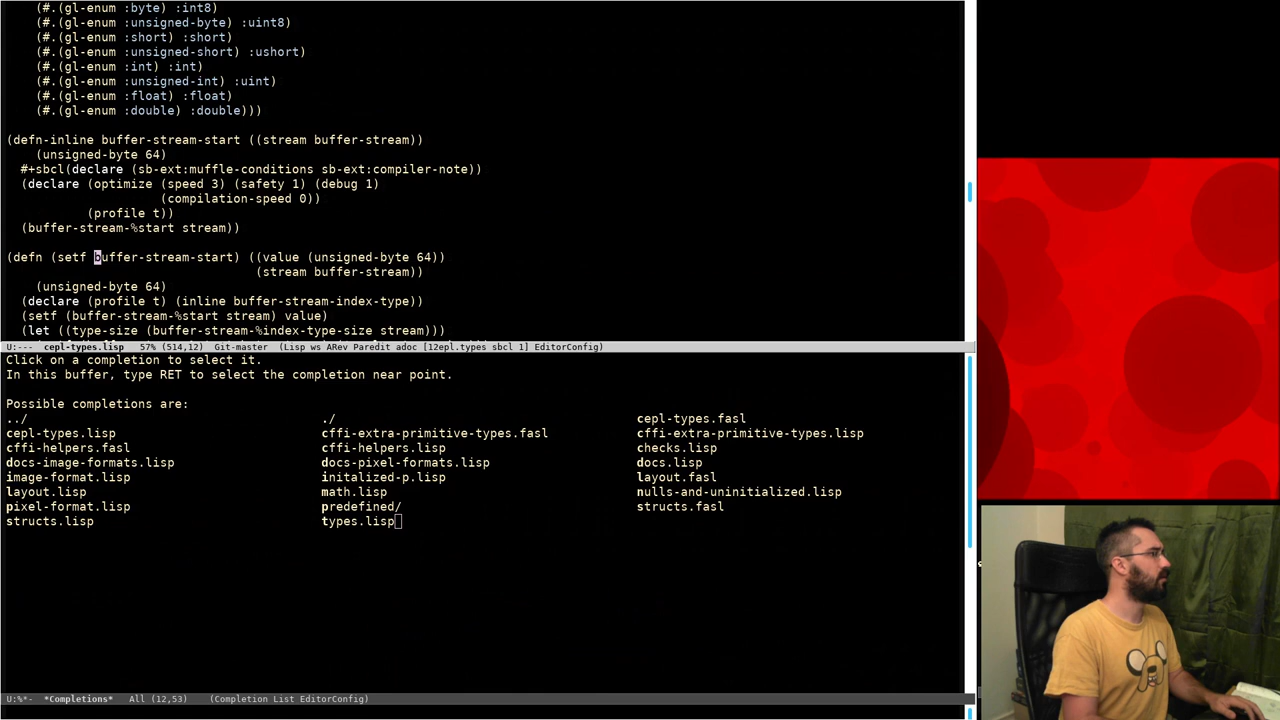 (#.(gl-enum :byte) :int8)
(#.(gl-enum :unsigned-byte) :uint8)
(#.(gl-enum :short) :short)
(#.(gl-enum :unsigned-short) :ushort)
(#.(gl-enum :int) :int)
(#.(gl-enum :unsigned-int) :uint)
(#.(gl-enum :float) :float)
(#.(gl-enum :double) :double)))
(defn-inline buffer-stream-start ((stream buffer-stream))
(unsigned-byte 64)
#+sbcl(declare (sb-ext:muffle-conditions sb-ext:compiler-note))
(declare (optimize (speed 3) (safety 1) (debug 1)
(compilation-speed 0))
(profile t))
(buffer-stream-%start stream))
(defn (setf buffer-stream-start) ((value (unsigned-byte 64))
(stream buffer-stream))
(unsigned-byte 64)
(declare (profile t) (inline buffer-stream-index-type))
(setf (buffer-stream-%start stream) value)
(let ((type-size (buffer-stream-%index-type-size stream)))
U:--- cepl-types.lisp 57% (514,12) Git-master (Lisp ws ARev Paredit adoc [12epl.types sbcl 1] EditorConfig)
Click on a completion to select it.
In this buffer, type RET to select the completion near point.
Possible completions are:
../ ./ cepl-types.fasl
cepl-types.lisp cffi-extra-primitive-types.fasl cffi-extra-primitive-types.lisp
cffi-helpers.fasl cffi-helpers.lisp checks.lisp
docs-image-formats.lisp docs-pixel-formats.lisp docs.lisp
image-format.lisp initalized-p.lisp layout.fasl
layout.lisp math.lisp nulls-and-uninitialized.lisp
pixel-format.lisp predefined/ structs.fasl
structs.lisp types.lisp
U:%*- *Completions* All (12,53) (Completion List EditorConfig)